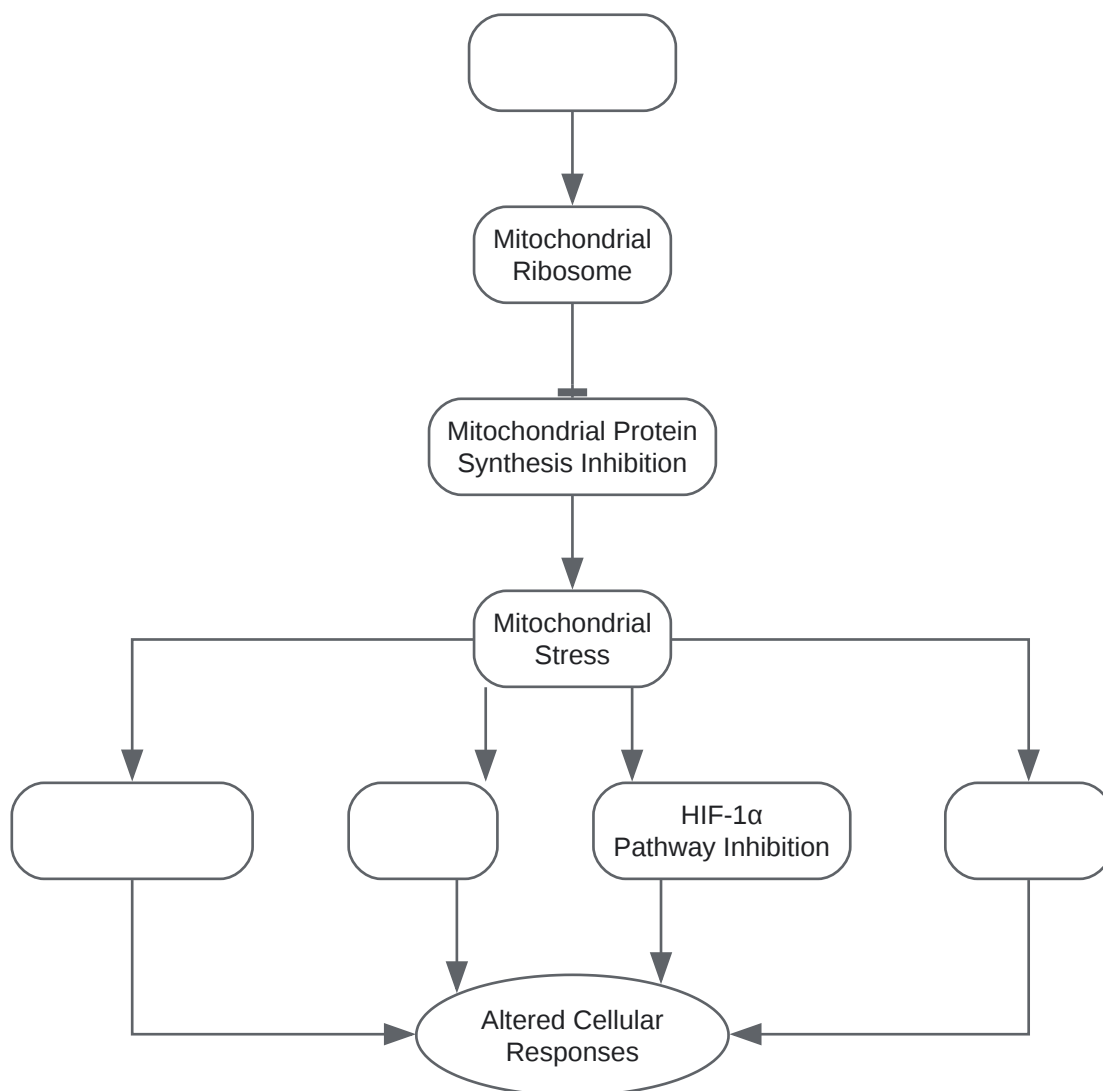 Mitochondrial
Ribosome
Mitochondrial Protein
Synthesis Inhibition
Mitochondrial
Stress
HIF-1α
Pathway Inhibition
Altered Cellular
Responses